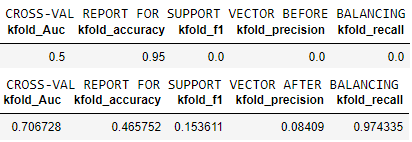 CROSS-VAL REPORT FOR SUPPORT VECTOR BEFORE BALANCING
kfold_Auc kfold_accuracy kfold_f1 kfold_precision kfold_recall
0.5 0.95 0.0 0.0 0.0
CROSS-VAL REPORT FOR SUPPORT VECTOR AFTER BALANCING
kfold_Auc kfold_accuracy kfold_f1 kfold_precision kfold_recall
0.706728 0.465752 0.153611 0.08409 0.974335